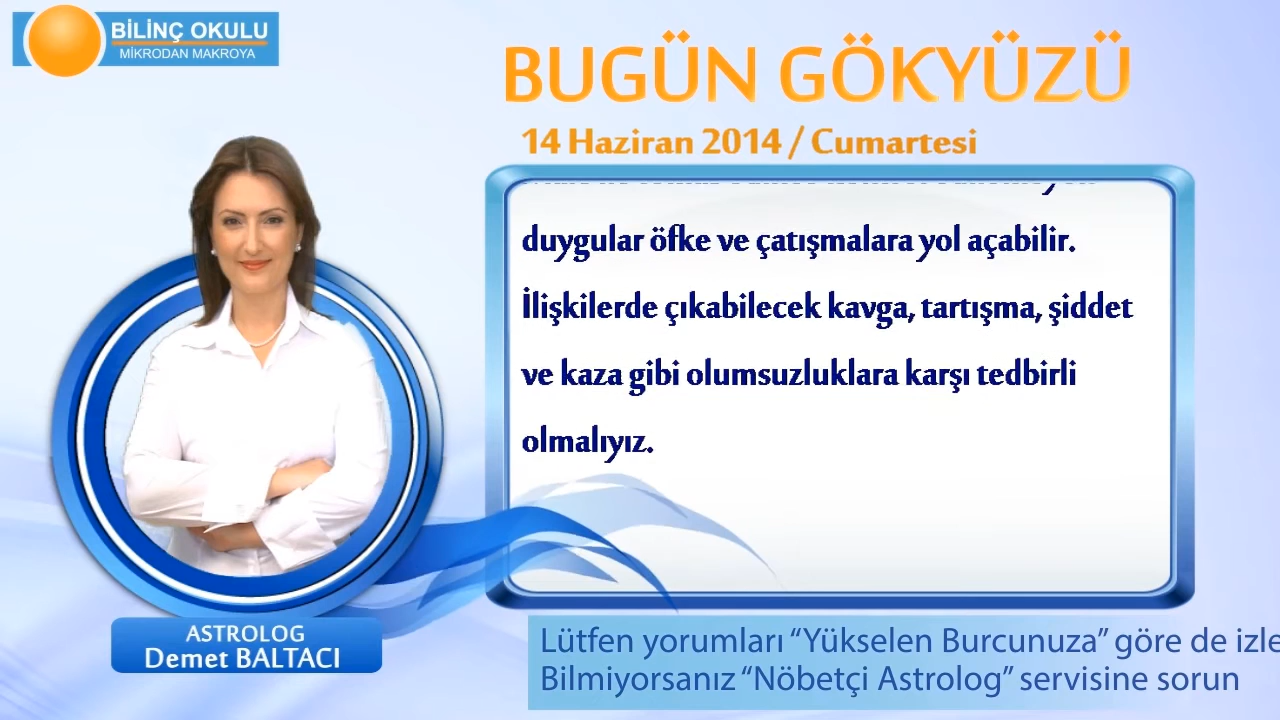 BİLİNÇ OKULU
MİKRODAN MAKROYA
BUGÜN GÖKYÜZÜ
14 Haziran 2014 / Cumartesi
duygular öfke ve çatışmalara yol açabilir.
İlişkilerde çıkabilecek kavga, tartışma, şiddet
ve kaza gibi olumsuzluklara karşı tedbirli
olmalıyız.
ASTROLOG
Demet BALTACI
Lütfen yorumları “Yükselen Burcunuza” göre de izle
Bilmiyorsanız “Nöbetçi Astrolog” servisine sorun